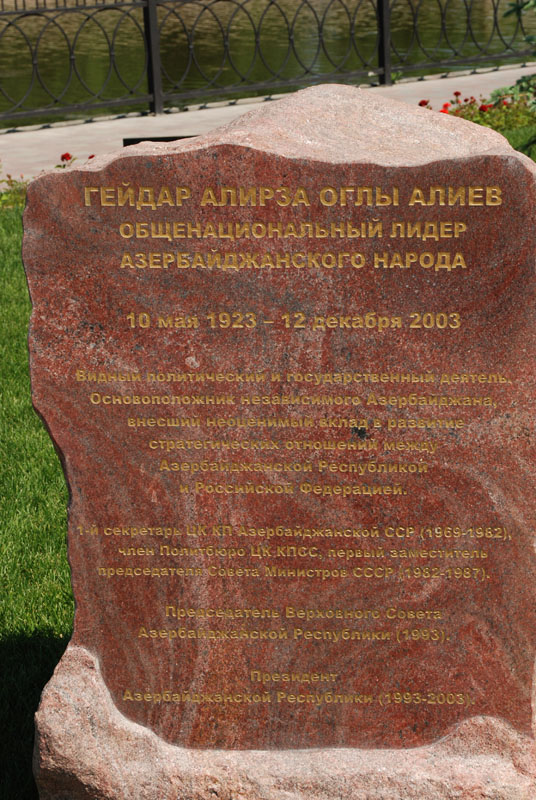 ГЕЙДАР АЛИРЗА ОГЛЫ АЛИЕВ
ОБЩЕНАЦИОНАЛЬНЫЙ ЛИДЕР
АЗЕРБАЙДЖАНСКОГО НАРОДА
10 мая 1923 – 12 декабря 2003
Видный политический и государственный деятель.
Основоположник независимого Азербайджана,
внесший неоценимый вклад в развитие
стратегических отношений между
Азербайджанской Республикой
и Российской Федерацией.
1-й секретарь ЦК КП Азербайджанской ССР (1969-1982),
член Политбюро ЦК КПСС, первый заместитель
председателя Совета Министров СССР (1982-1987).
Председатель Верховного Совета
Азербайджанской Республики (1993).
Президент
Азербайджанской Республики (1993-2003).